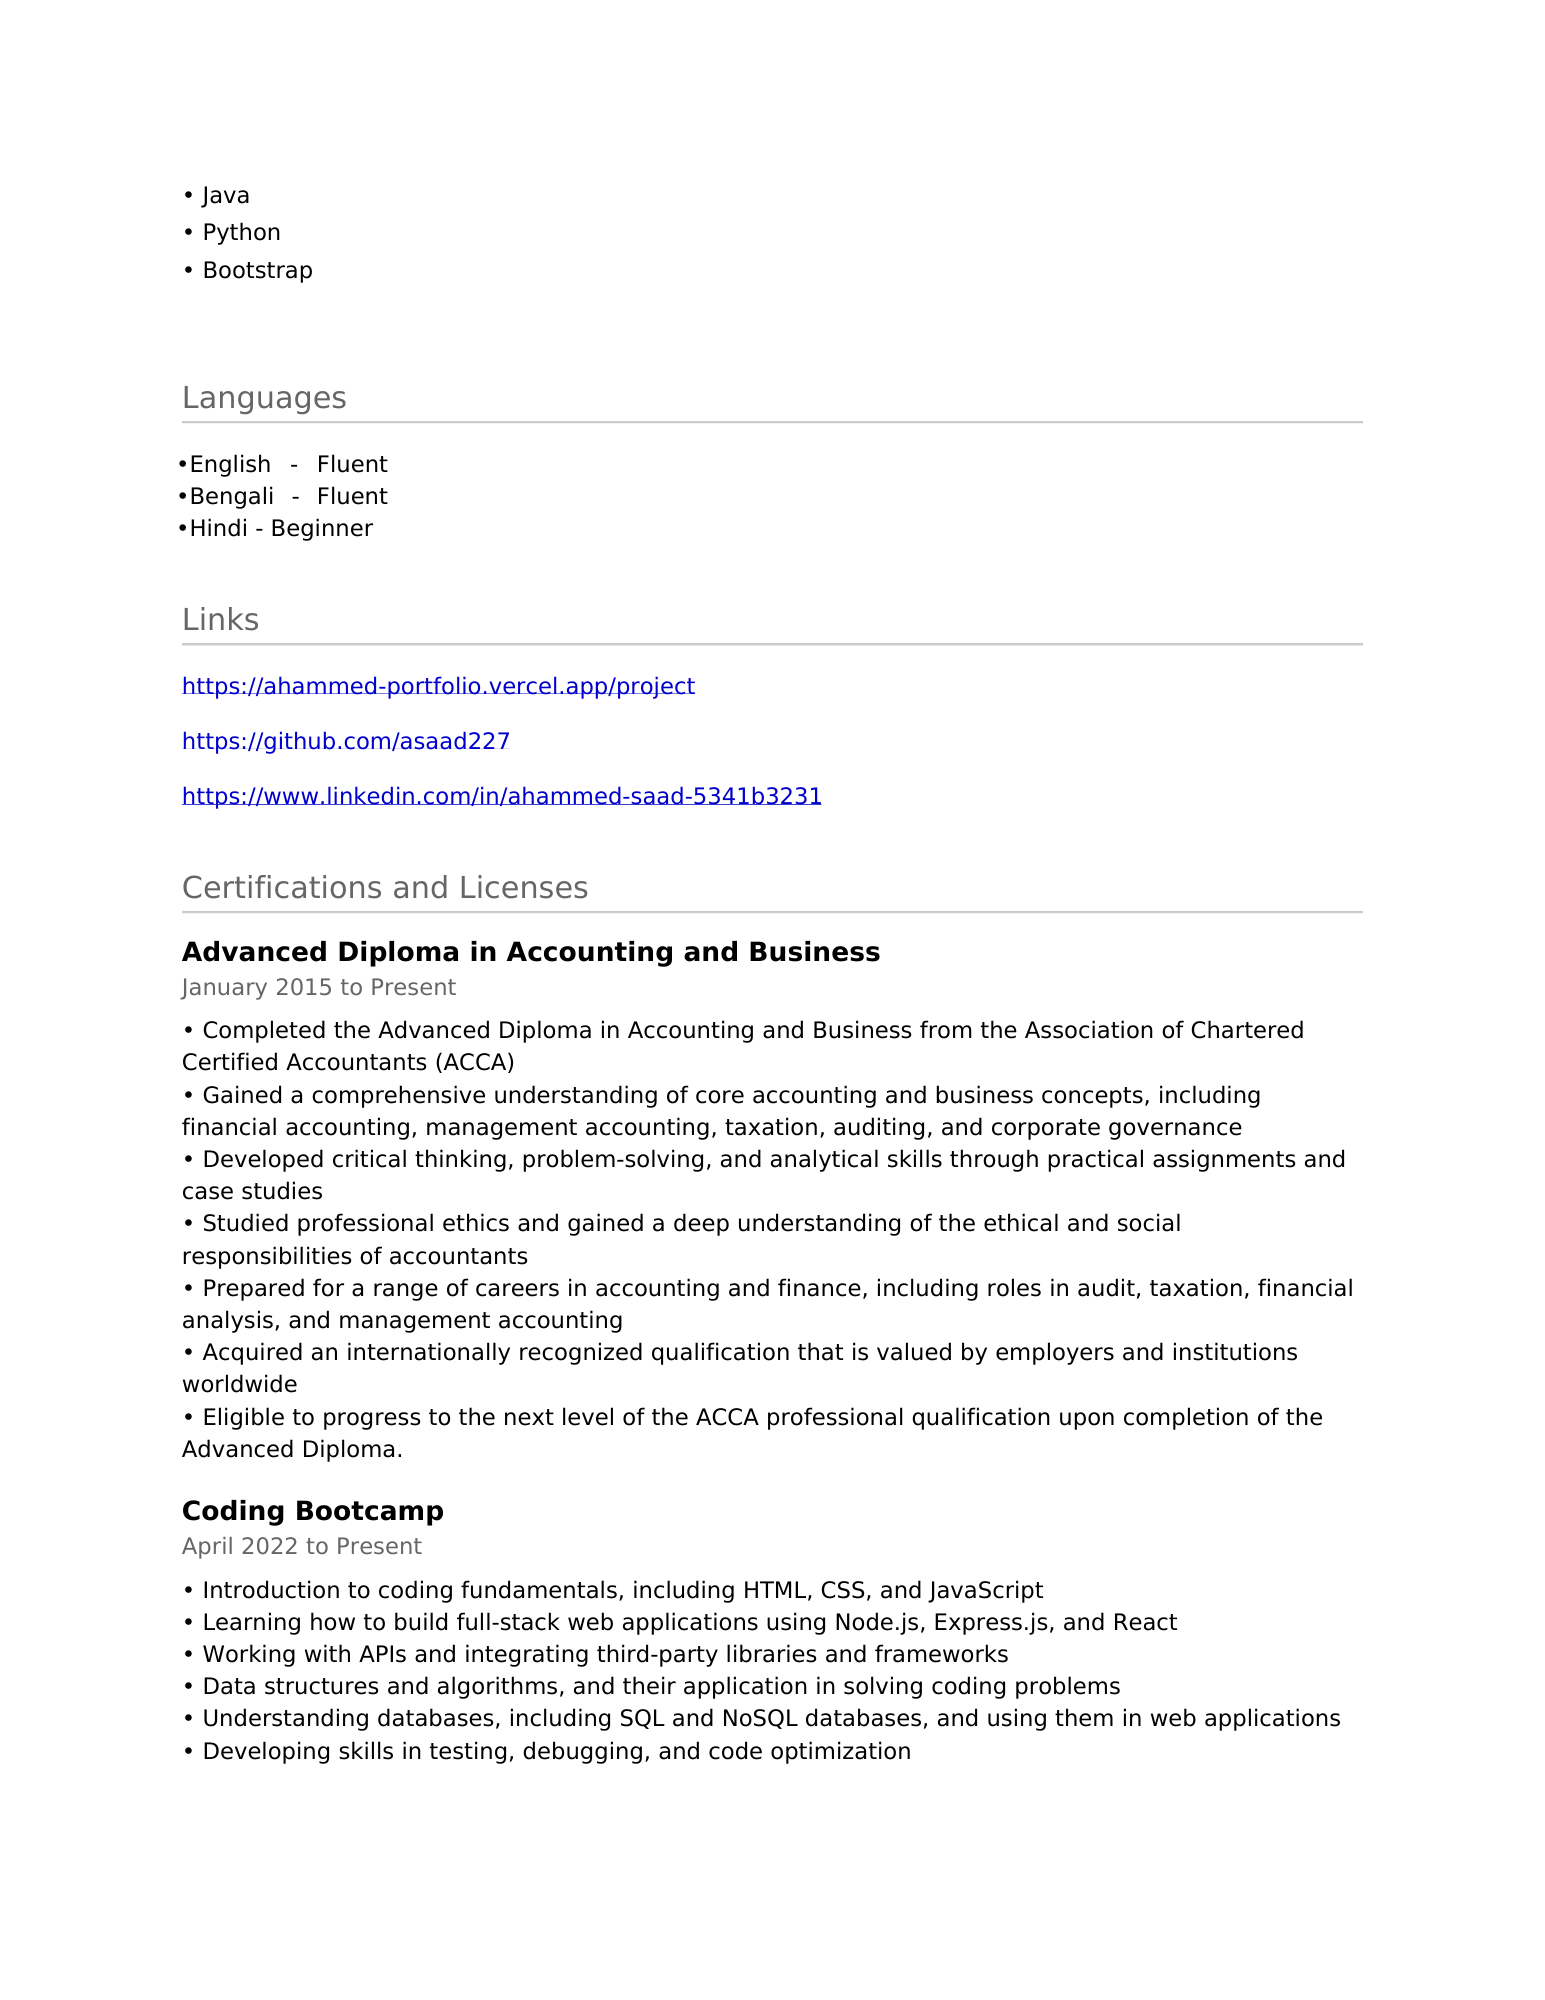 • Java
• Python
• Bootstrap
Languages
•English - Fluent
•Bengali - Fluent
•Hindi - Beginner
Links
https://ahammed-portfolio.vercel.app/project
https://github.com/asaad227
https://www.linkedin.com/in/ahammed-saad-5341b3231
Certifications and Licenses
Advanced Diploma in Accounting and Business
January 2015 to Present
• Completed the Advanced Diploma in Accounting and Business from the Association of Chartered
Certified Accountants (ACCA)
• Gained a comprehensive understanding of core accounting and business concepts, including
financial accounting, management accounting, taxation, auditing, and corporate governance
• Developed critical thinking, problem-solving, and analytical skills through practical assignments and
case studies
• Studied professional ethics and gained a deep understanding of the ethical and social
responsibilities of accountants
• Prepared for a range of careers in accounting and finance, including roles in audit, taxation, financial
analysis, and management accounting
• Acquired an internationally recognized qualification that is valued by employers and institutions
worldwide
• Eligible to progress to the next level of the ACCA professional qualification upon completion of the
Advanced Diploma.
Coding Bootcamp
April 2022 to Present
• Introduction to coding fundamentals, including HTML, CSS, and JavaScript
• Learning how to build full-stack web applications using Node.js, Express.js, and React
• Working with APIs and integrating third-party libraries and frameworks
• Data structures and algorithms, and their application in solving coding problems
• Understanding databases, including SQL and NoSQL databases, and using them in web applications
• Developing skills in testing, debugging, and code optimization